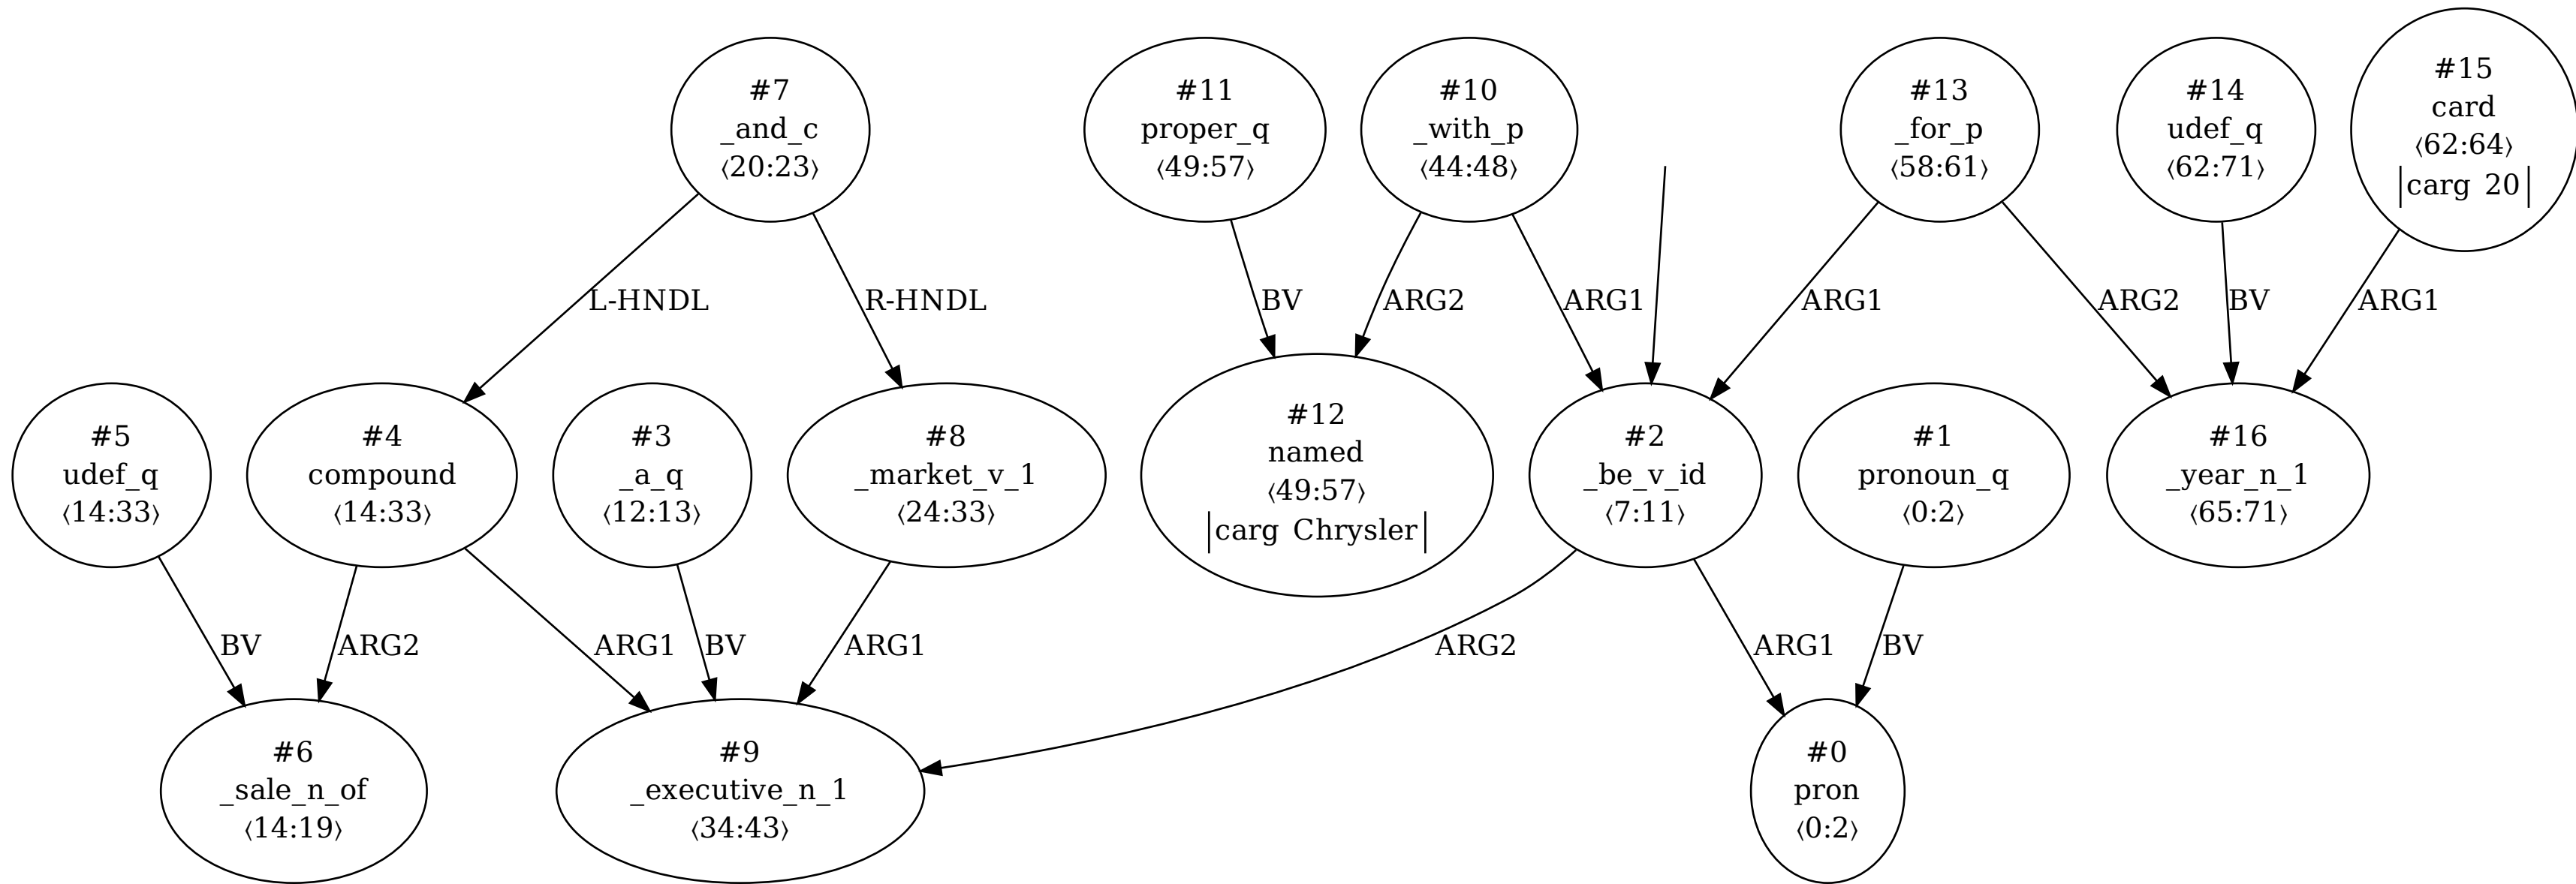 #7
_and_c
⟨20:23⟩
#11
proper_q
⟨49:57⟩
#10
_with_p
⟨44:48⟩
#13
_for_p
⟨58:61⟩
#14
udef_q
⟨62:71⟩
#15
card
⟨62:64⟩
|carg 20|
L-HNDL
R-HNDL
BV
ARG2
ARG1
ARG1
ARG2
BV
ARG1
#5
udef_q
⟨14:33⟩
#4
compound
⟨14:33⟩
#3
_a_q
⟨12:13⟩
#8
_market_v_1
⟨24:33⟩
#12
named
⟨49:57⟩
|carg Chrysler|
#2
_be_v_id
⟨7:11⟩
#1
pronoun_q
⟨0:2⟩
#16
_year_n_1
⟨65:71⟩
BV
ARG2
ARG1
BV
ARG1
ARG2
ARG1
BV
#6
_sale_n_of
⟨14:19⟩
#9
_executive_n_1
⟨34:43⟩
#0
pron
⟨0:2⟩